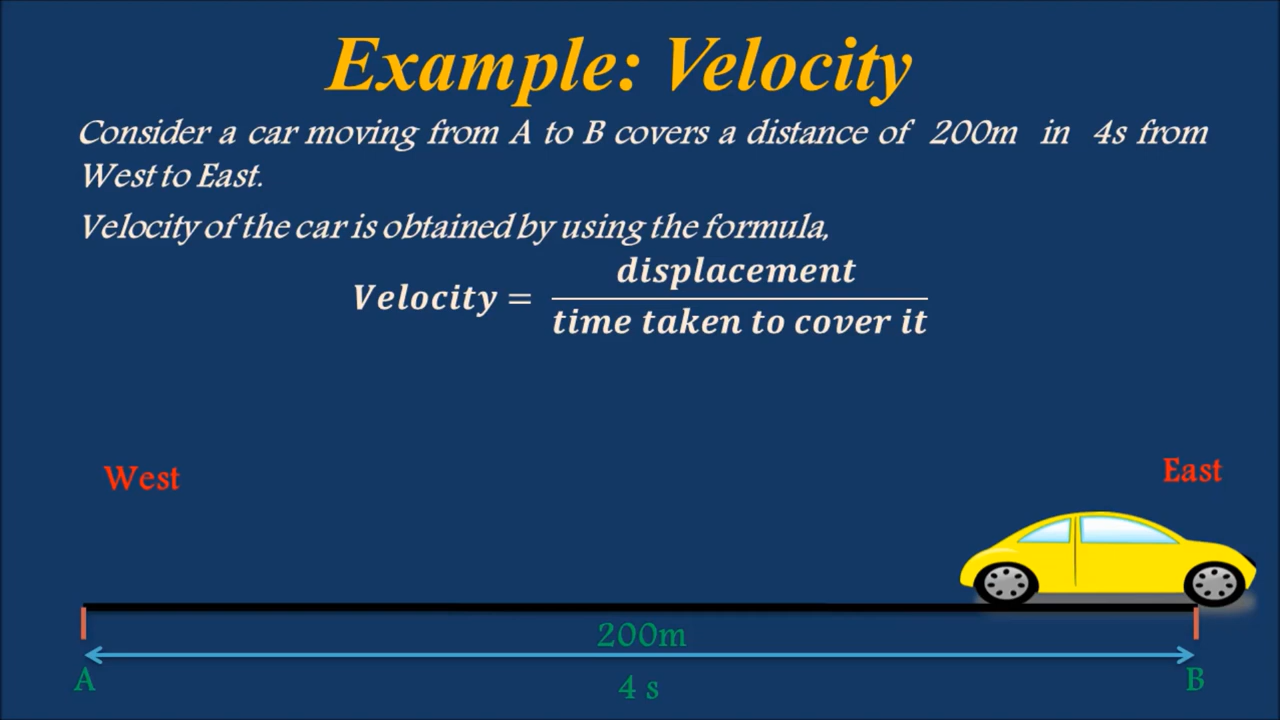 Example: Velocity
Consider a car moving from A to B covers a distance of 200m in 4s from
West to East.
Velocity of the car is obtained by using the formula,
Velocity = displacement / time taken to cover it
West
East
200m
A
B
4 s